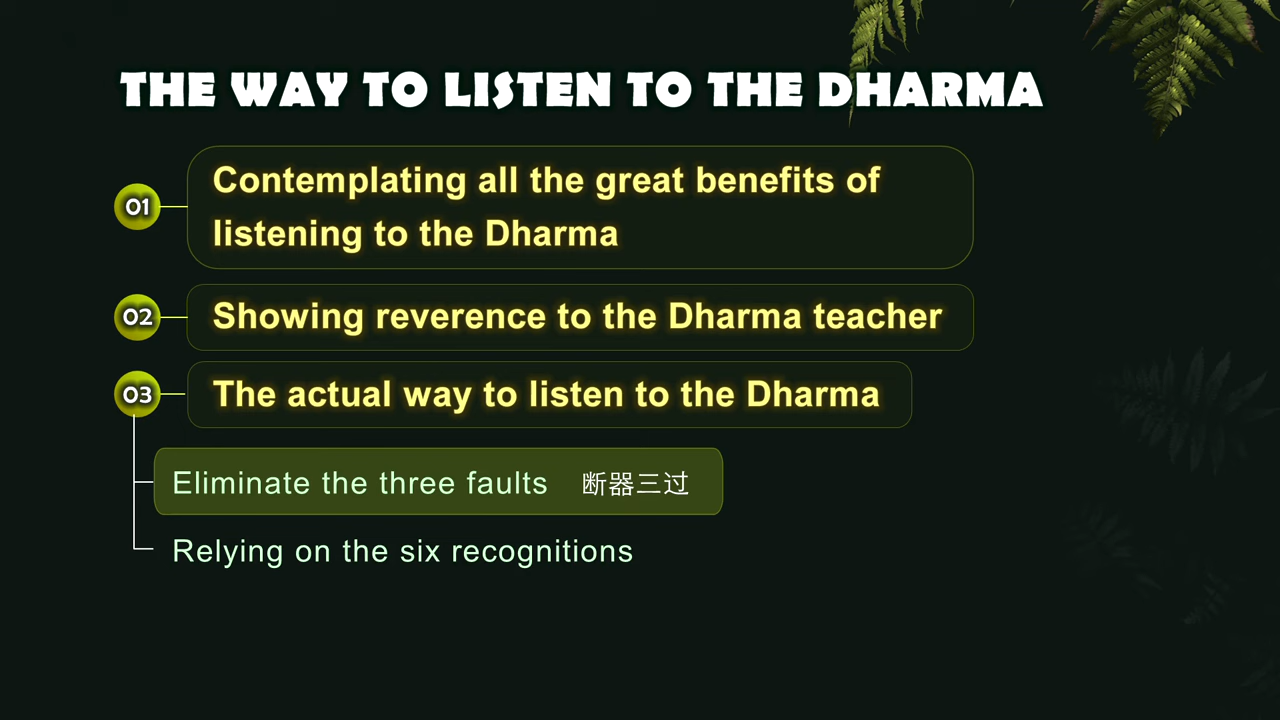 THE WAY TO LISTEN TO THE DHARMA
01
Contemplating all the great benefits of
listening to the Dharma
02
Showing reverence to the Dharma teacher
03
The actual way to listen to the Dharma
Eliminate the three faults 断器三过
Relying on the six recognitions